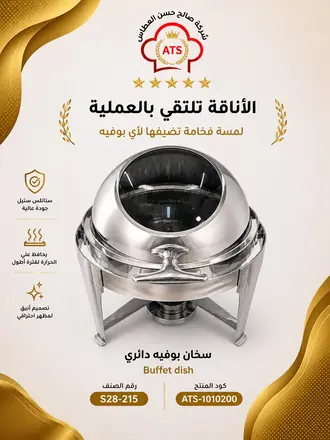 شركة صالح حسن العطاس
ATS
الأناقة تلتقي بالعملية
لمسة فخامة تضيفها لأي بوفيه
ستانلس ستيل
جودة عالية
يحافظ علي
الحرارة لفترة أطول
تصميم أنيق
لمظهر احترافي
سخان بوفيه دائري
Buffet dish
كود المنتج
ATS-1010200
رقم الصنف
S28-215